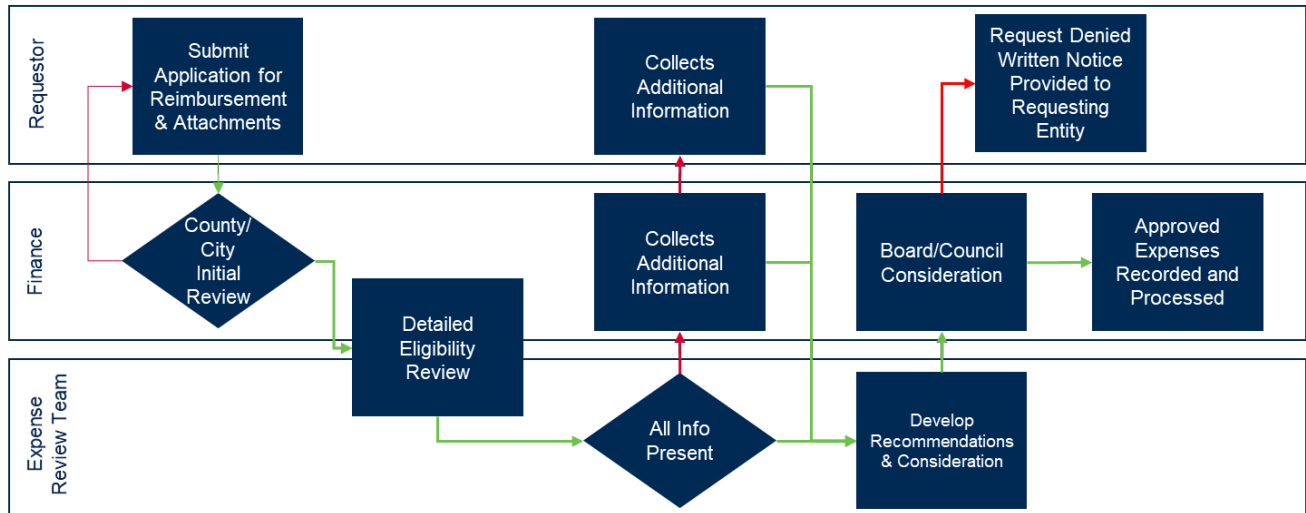 Requestor
Submit
Application for
Reimbursement
& Attachments
Collects
Additional
Information
Request Denied
Written Notice
Provided to
Requesting
Entity
Finance
County/
City
Initial
Review
Detailed
Eligibility
Review
Collects
Additional
Information
Board/Council
Consideration
Approved
Expenses
Recorded and
Processed
Expense
Review Team
All Info
Present
Develop
Recommendations
& Consideration